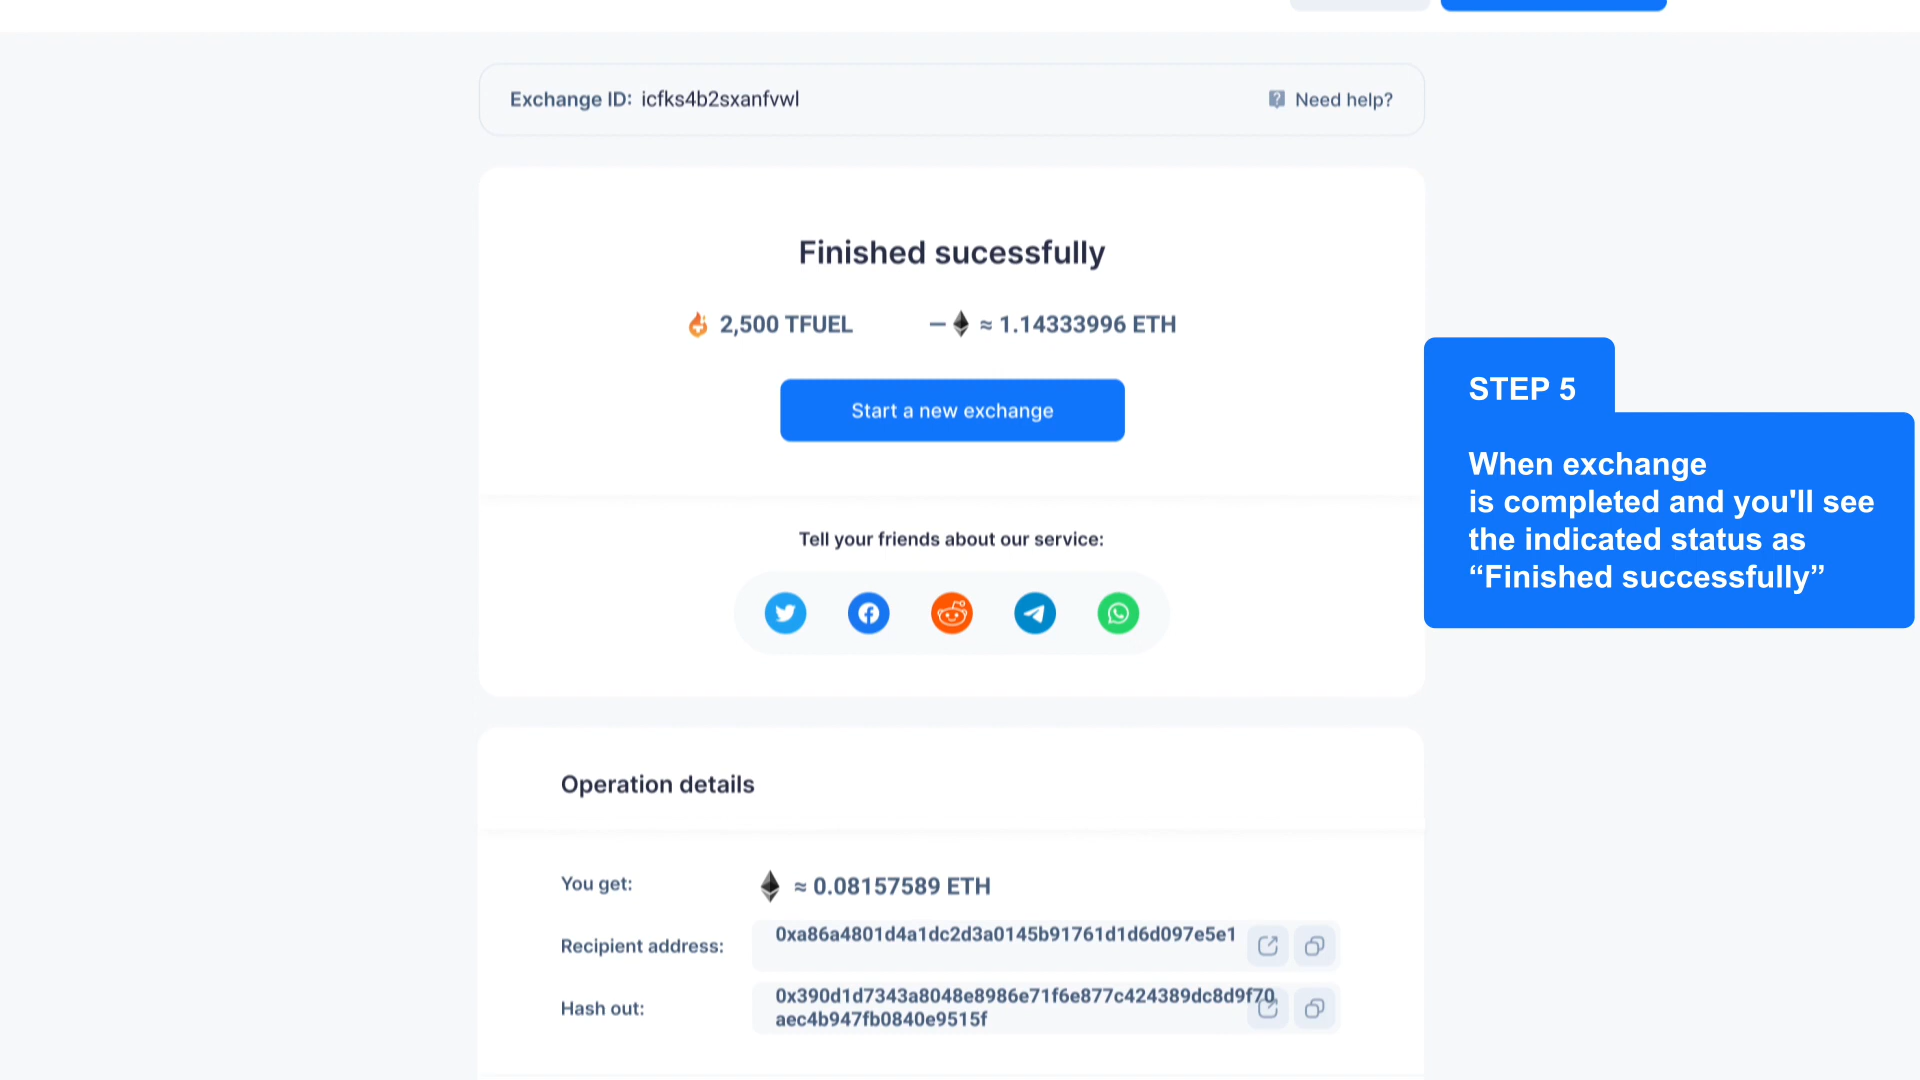 Exchange ID: icfks4b2sxanfvwl
Need help?
Finished sucessfully
2,500 TFUEL
– ≈ 1.14333996 ETH
Start a new exchange
STEP 5
When exchange
is completed and you'll see
the indicated status as
“Finished successfully”
Tell your friends about our service:
Operation details
You get:
≈ 0.08157589 ETH
Recipient address:
0xa86a4801d4a1dc2d3a0145b91761d1d6d097e5e1
Hash out:
0x390d1d7343a8048e8986e71f6e877c424389dc8d9f70
aec4b947fb0840e9515f